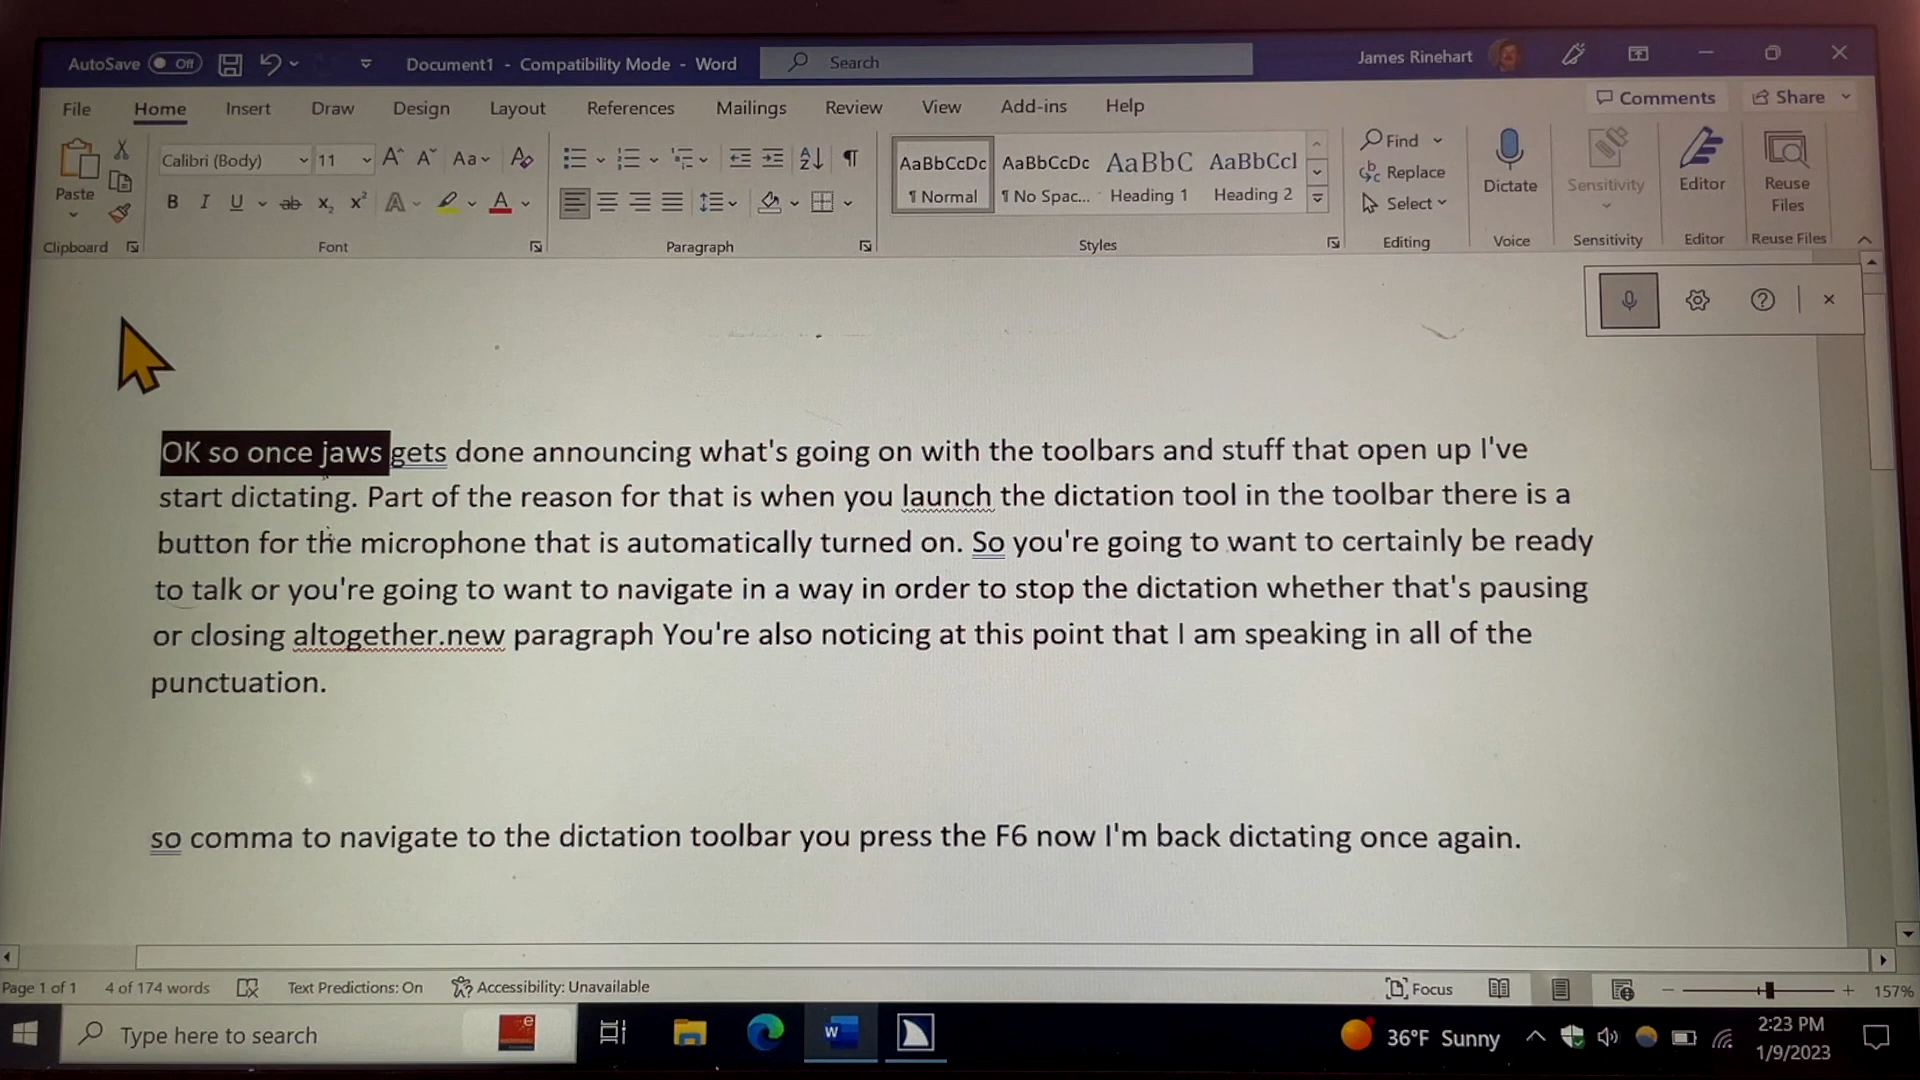 AutoSave Off Document1 - Compatibility Mode - Word Search James Rinehart
File Home Insert Draw Design Layout References Mailings Review View Add-ins Help Comments Share
Paste
Clipboard
Calibri (Body) 11 A A Aa A
B I U ab x₂ x² A A
Font
A Z ¶
Paragraph
AaBbCcDc AaBbCcDc AaBbC AaBbCcl
¶ Normal ¶ No Spac... Heading 1 Heading 2
Styles
Find
Replace
Select
Editing
Dictate
Voice
Sensitivity
Sensitivity
Editor
Editor
Reuse
Files
Reuse Files
OK so once jaws gets done announcing what's going on with the toolbars and stuff that open up I've
start dictating. Part of the reason for that is when you launch the dictation tool in the toolbar there is a
button for the microphone that is automatically turned on. So you're going to want to certainly be ready
to talk or you're going to want to navigate in a way in order to stop the dictation whether that's pausing
or closing altogether.new paragraph You're also noticing at this point that I am speaking in all of the
punctuation.
so comma to navigate to the dictation toolbar you press the F6 now I'm back dictating once again.
Page 1 of 1 4 of 174 words Text Predictions: On Accessibility: Unavailable Focus 157%
Type here to search 36°F Sunny 2:23 PM
1/9/2023